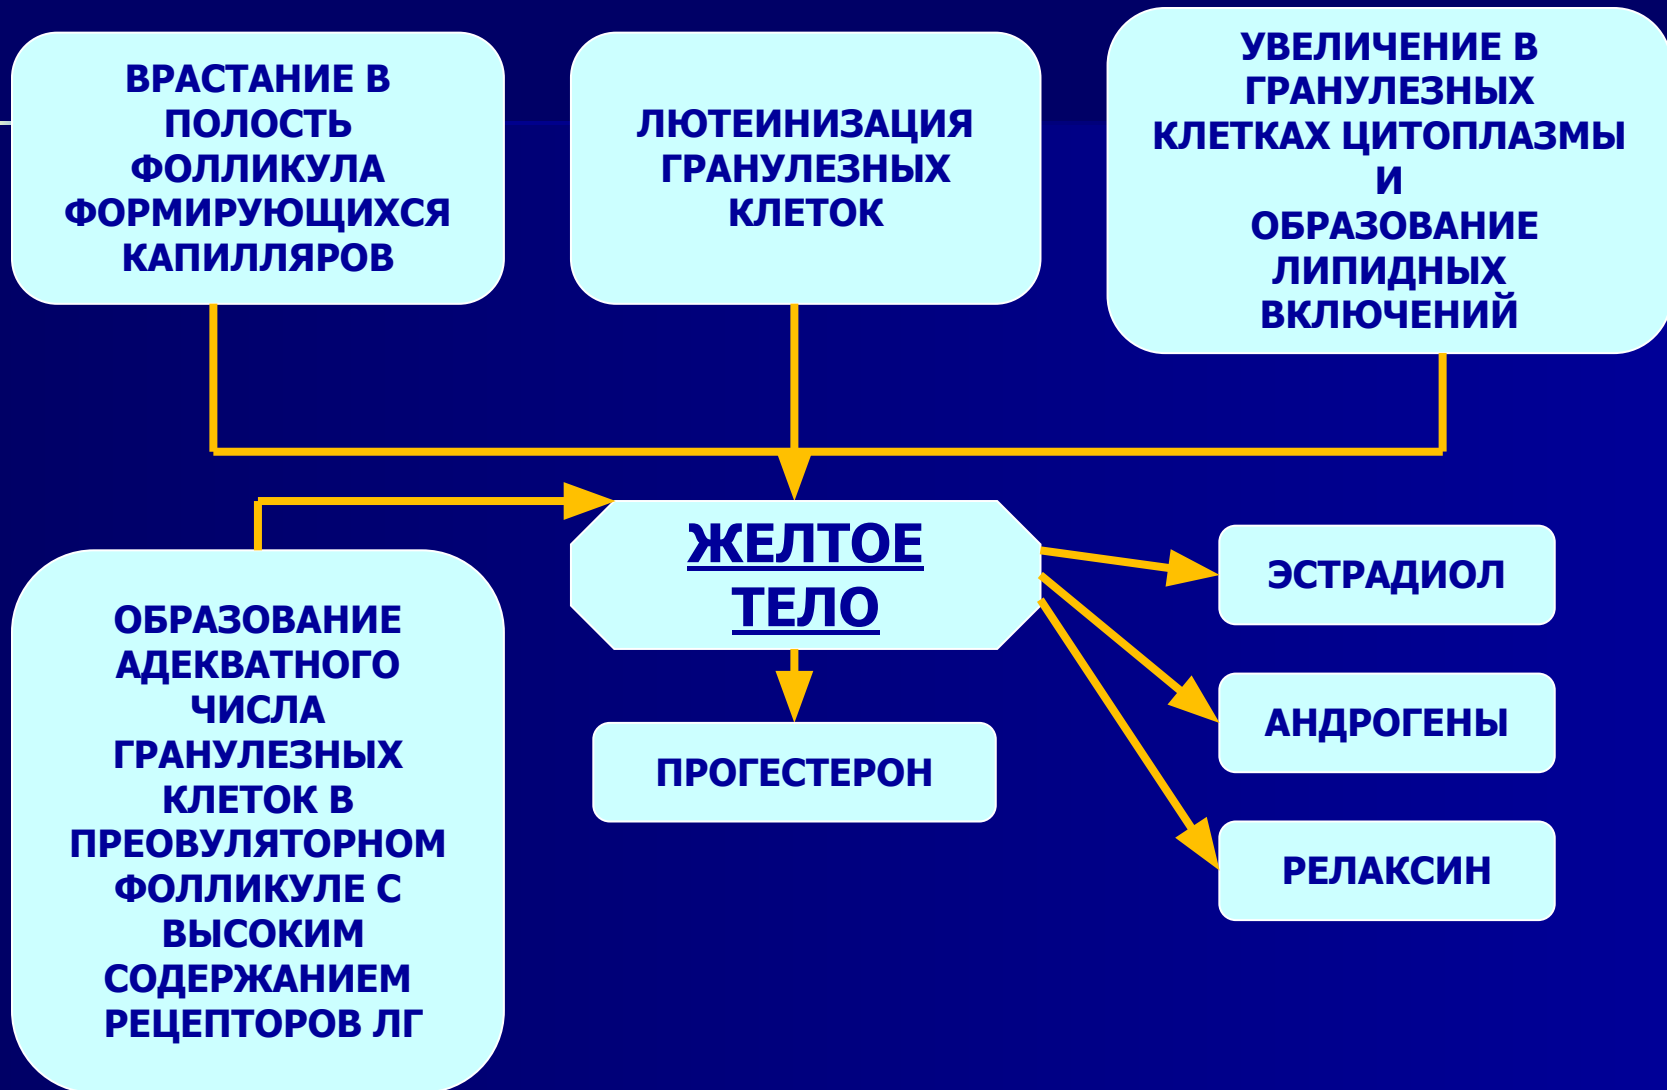 ВРАСТАНИЕ В
ПОЛОСТЬ
ФОЛЛИКУЛА
ФОРМИРУЮЩИХСЯ
КАПИЛЛЯРОВ
ЛЮТЕИНИЗАЦИЯ
ГРАНУЛЕЗНЫХ
КЛЕТОК
УВЕЛИЧЕНИЕ В
ГРАНУЛЕЗНЫХ
КЛЕТКАХ ЦИТОПЛАЗМЫ
И
ОБРАЗОВАНИЕ
ЛИПИДНЫХ
ВКЛЮЧЕНИЙ
ЖЕЛТОЕ
ТЕЛО
ОБРАЗОВАНИЕ
АДЕКВАТНОГО
ЧИСЛА
ГРАНУЛЕЗНЫХ
КЛЕТОК В
ПРЕОВУЛЯТОРНОМ
ФОЛЛИКУЛЕ С
ВЫСОКИМ
СОДЕРЖАНИЕМ
РЕЦЕПТОРОВ ЛГ
ПРОГЕСТЕРОН
ЭСТРАДИОЛ
АНДРОГЕНЫ
РЕЛАКСИН